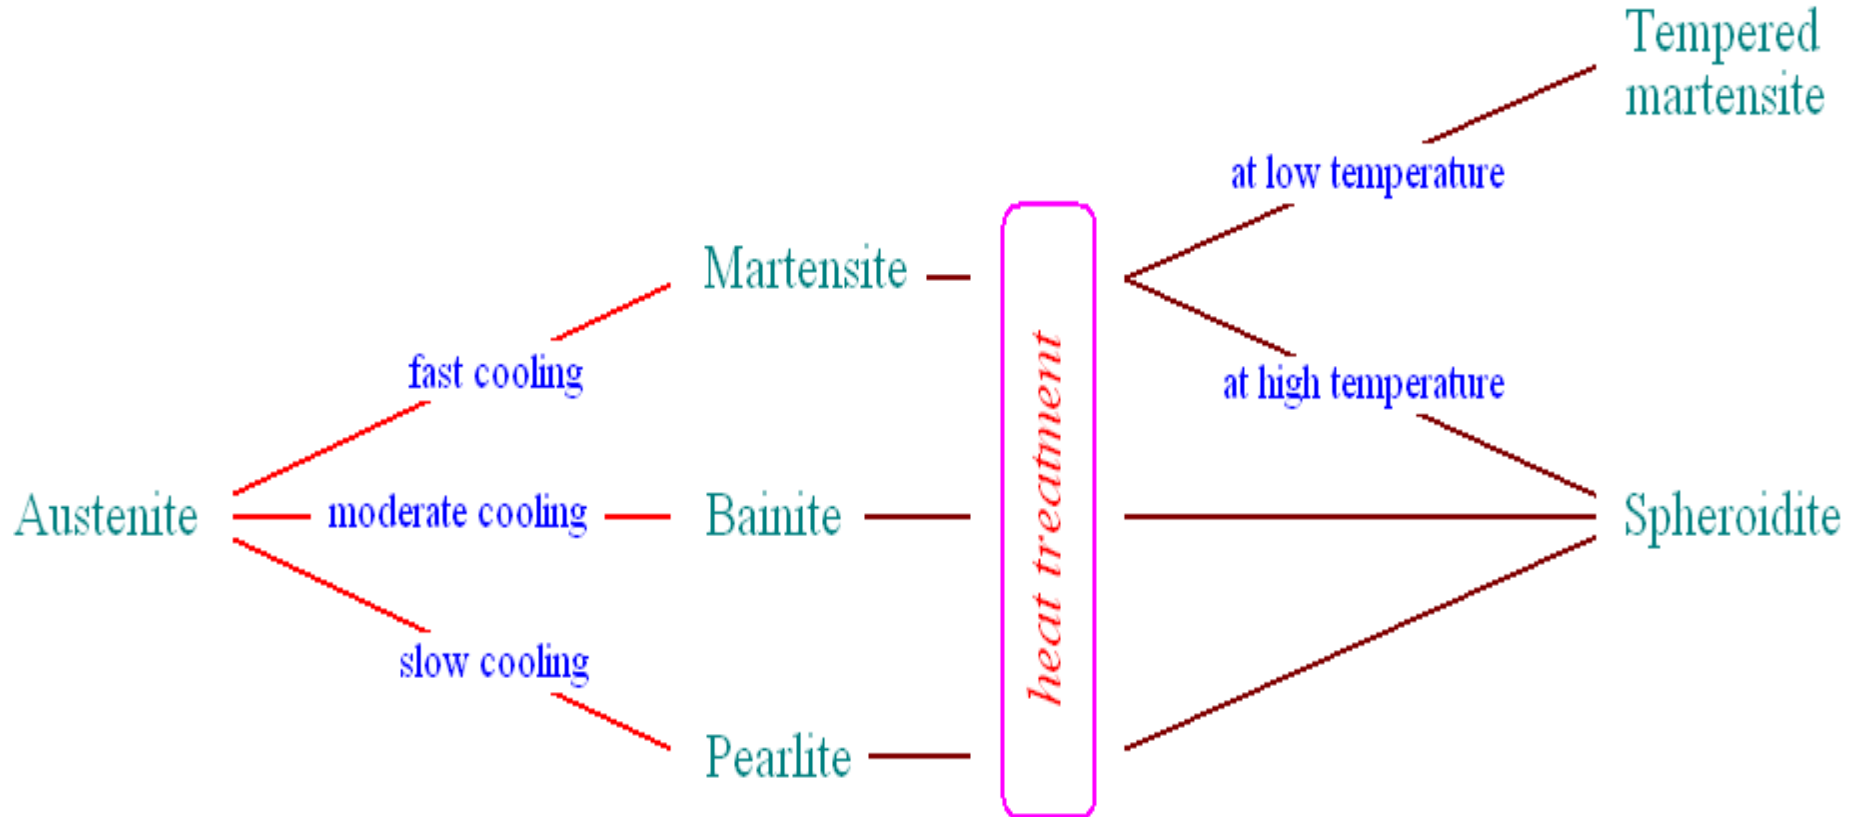 Tempered
martensite
at low temperature
Martensite
fast cooling
at high temperature
Austenite
moderate cooling
Bainite
heat treatment
Spheroidite
slow cooling
Pearlite